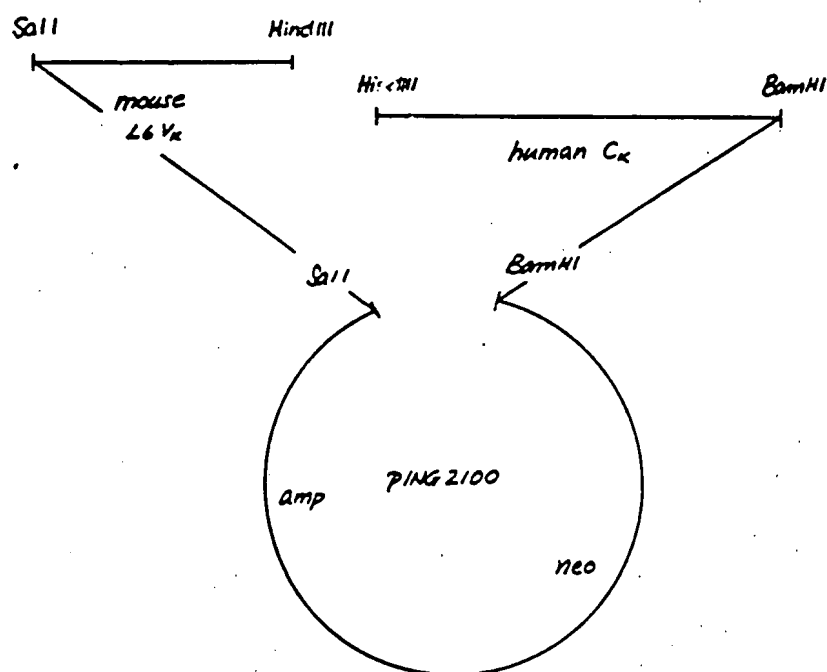 SalI
HindIII
mouse
L6 Vκ
HindIII
BamHI
human Cκ
SalI
BamHI
amp
pING2100
neo